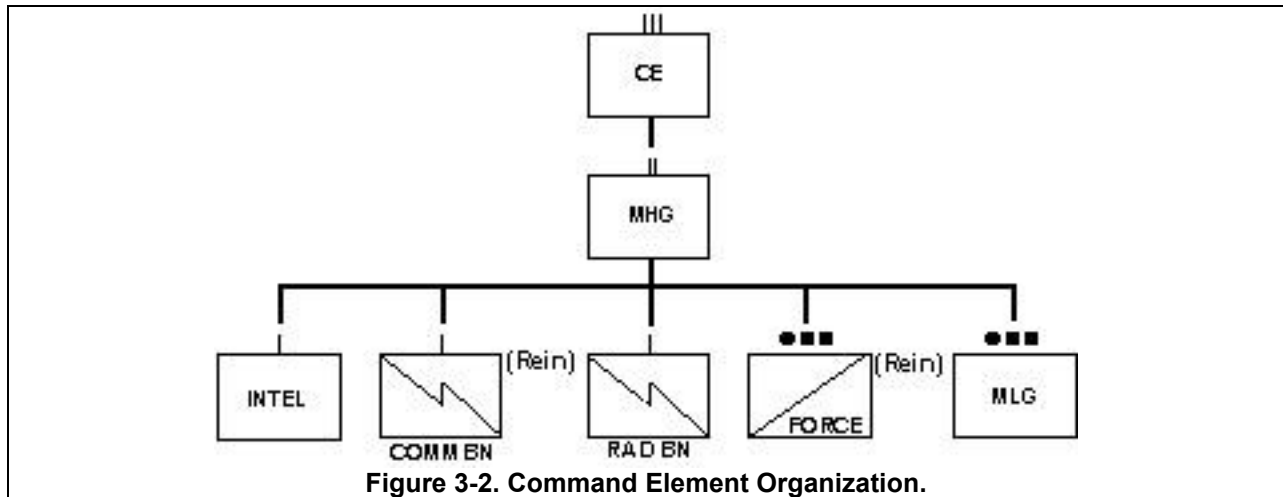 CE
MHG
(Rein)
(Rein)
INTEL
MLG
FORCE
COMM BN
RAD BN
Figure 3-2. Command Element Organization.